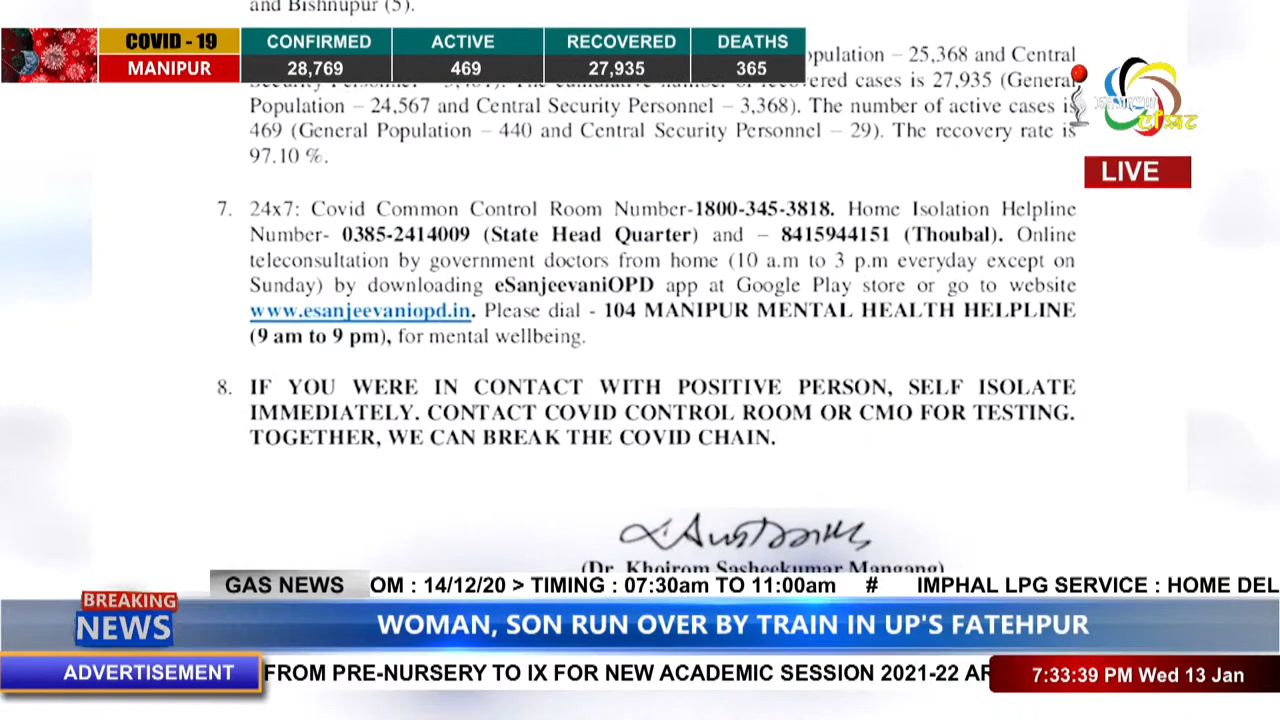 and Bishnupur (5).
COVID - 19
MANIPUR
CONFIRMED ACTIVE RECOVERED DEATHS
28,769 469 27,935 365
– 25,368 and Central
cases is 27,935 (General
Population – 24,567 and Central Security Personnel – 3,368). The number of active cases is
469 (General Population – 440 and Central Security Personnel – 29). The recovery rate is
97.10 %.
LIVE
7. 24x7: Covid Common Control Room Number-1800-345-3818. Home Isolation Helpline
Number- 0385-2414009 (State Head Quarter) and – 8415944151 (Thoubal). Online
teleconsultation by government doctors from home (10 a.m to 3 p.m everyday except on
Sunday) by downloading eSanjeevaniOPD app at Google Play store or go to website
www.esanjeevaniopd.in. Please dial - 104 MANIPUR MENTAL HEALTH HELPLINE
(9 am to 9 pm), for mental wellbeing.
8. IF YOU WERE IN CONTACT WITH POSITIVE PERSON, SELF ISOLATE
IMMEDIATELY. CONTACT COVID CONTROL ROOM OR CMO FOR TESTING.
TOGETHER, WE CAN BREAK THE COVID CHAIN.
(Dr. Khoirom Sasheekumar Mangang)
GAS NEWS OM : 14/12/20 > TIMING : 07:30am TO 11:00am # IMPHAL LPG SERVICE : HOME DEL
BREAKING
NEWS
WOMAN, SON RUN OVER BY TRAIN IN UP'S FATEHPUR
ADVERTISEMENT FROM PRE-NURSERY TO IX FOR NEW ACADEMIC SESSION 2021-22 AR
7:33:39 PM Wed 13 Jan